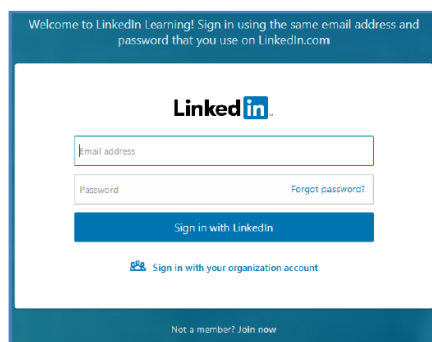 Welcome to LinkedIn Learning! Sign in using the same email address and
password that you use on LinkedIn.com
Linked in
Email address
Password Forgot password?
Sign in with LinkedIn
Sign in with your organization account
Not a member? Join now